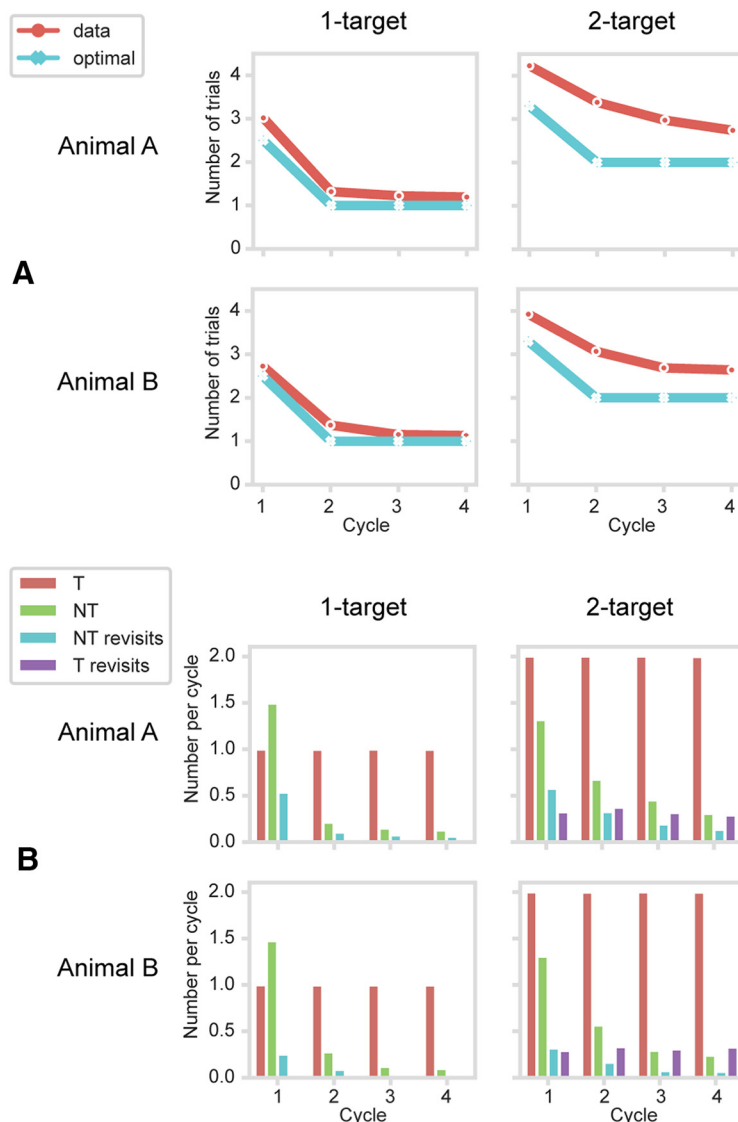 data
optimal
1-target
2-target
Animal A
Number of trials
4
3
2
1
0
A
Animal B
Number of trials
4
3
2
1
0
1 2 3 4
Cycle
1 2 3 4
Cycle
T
NT
NT revisits
T revisits
1-target
2-target
Animal A
Number per cycle
2.0
1.5
1.0
0.5
0.0
B
Animal B
Number per cycle
2.0
1.5
1.0
0.5
0.0
1 2 3 4
Cycle
1 2 3 4
Cycle